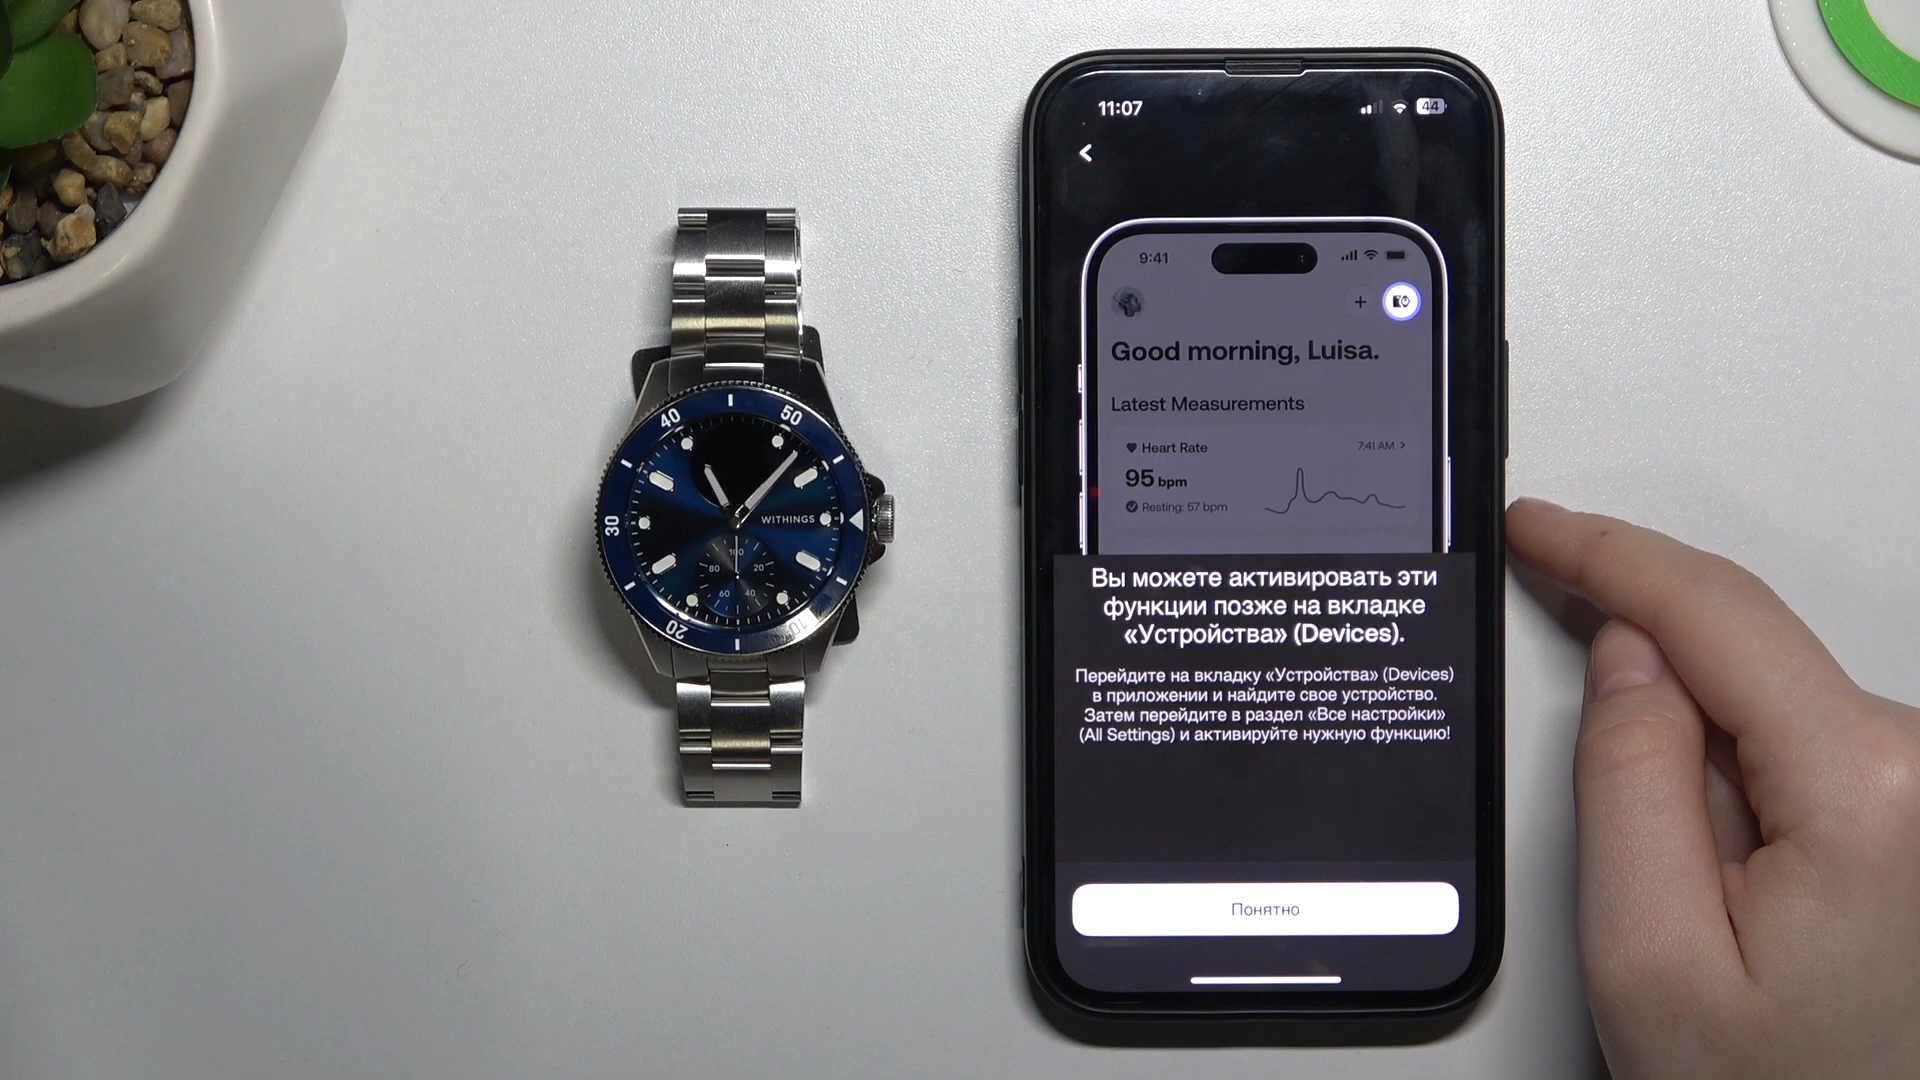 40
50
30
WITHINGS
100
80
20
60
40
20
10
11:07
44
9:41
+
Good morning, Luisa.
Latest Measurements
Heart Rate
7:41 AM >
95 bpm
Resting: 57 bpm
Вы можете активировать эти
функции позже на вкладке
«Устройства» (Devices).
Перейдите на вкладку «Устройства» (Devices)
в приложении и найдите свое устройство.
Затем перейдите в раздел «Все настройки»
(All Settings) и активируйте нужную функцию!
Понятно